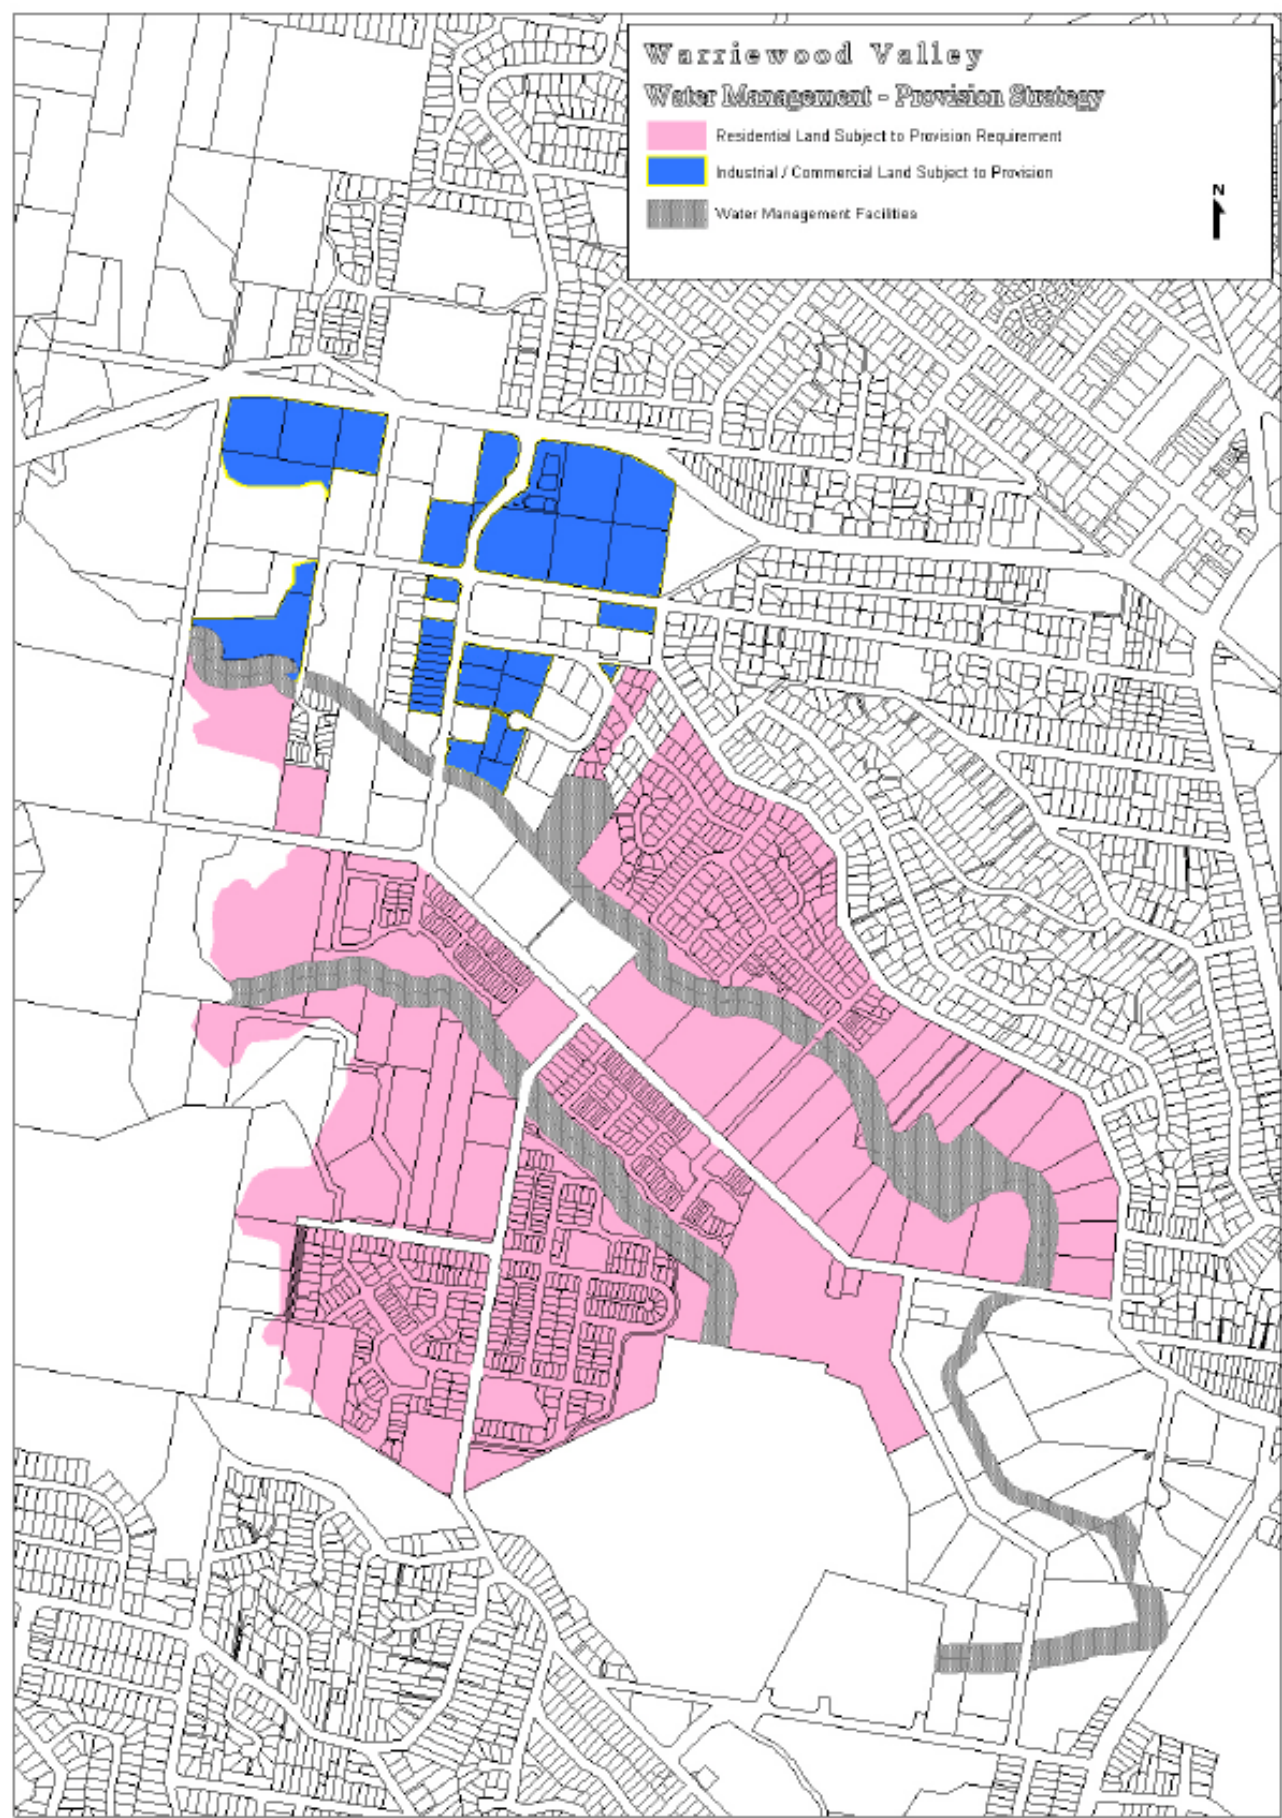 Warriewood Valley
Water Management - Provision Strategy
Residential Land Subject to Provision Requirement
Industrial / Commercial Land Subject to Provision
Water Management Facilities
N